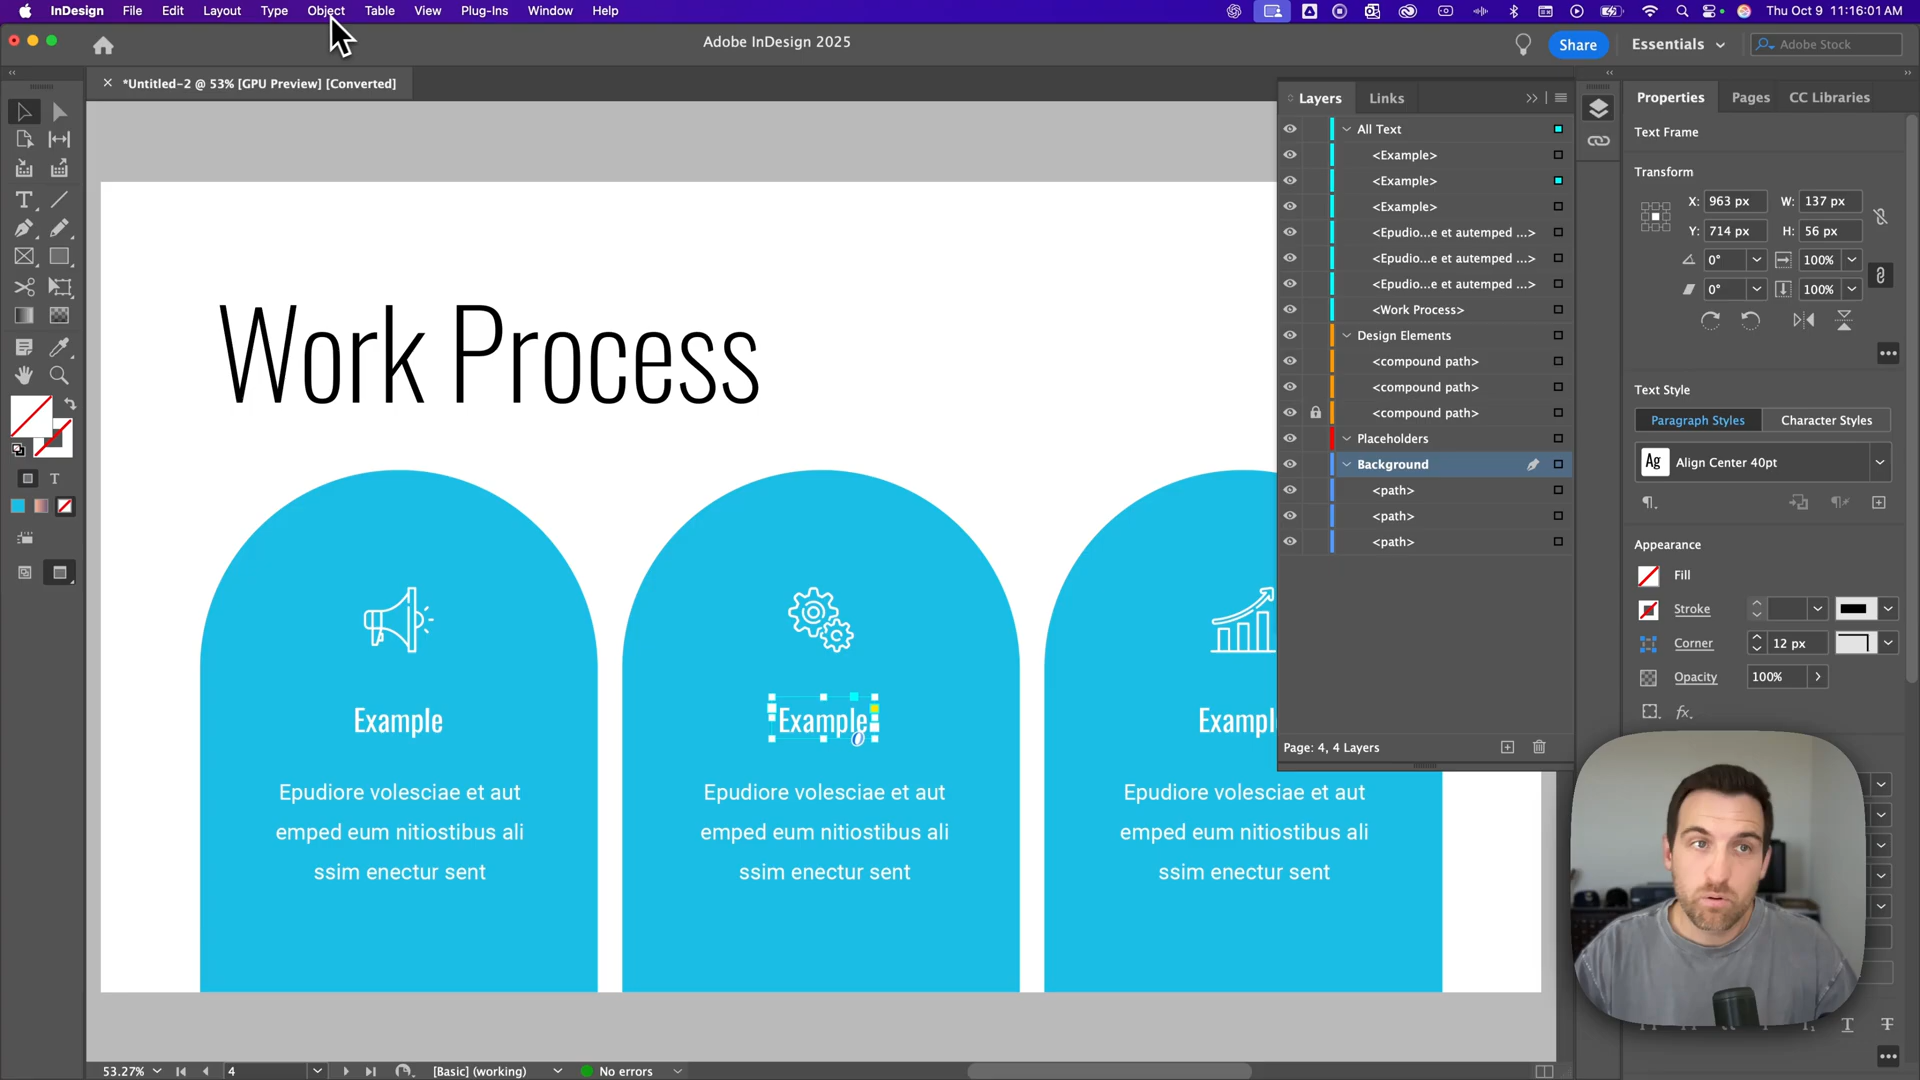 InDesign File Edit Layout Type Object Table View Plug-Ins Window Help
Thu Oct 9 11:16:01 AM
Adobe InDesign 2025
Share
Essentials
Adobe Stock
*Untitled-2 @ 53% [GPU Preview] [Converted]
Layers Links
All Text
<Example>
<Example>
<Example>
<Epudio...e et autemped ...>
<Epudio...e et autemped ...>
<Epudio...e et autemped ...>
<Work Process>
Design Elements
<compound path>
<compound path>
<compound path>
Placeholders
Background
<path>
<path>
<path>
Page: 4, 4 Layers
Properties Pages CC Libraries
Text Frame
Transform
X: 963 px W: 137 px
Y: 714 px H: 56 px
0° 100%
0° 100%
Text Style
Paragraph Styles Character Styles
Ag Align Center 40pt
Appearance
Fill
Stroke
Corner 12 px
Opacity 100%
fx.
Work Process
Example
Epudiore volesciae et aut
emped eum nitiostibus ali
ssim enectur sent
Example
Epudiore volesciae et aut
emped eum nitiostibus ali
ssim enectur sent
Exampl
Epudiore volesciae et aut
emped eum nitiostibus ali
ssim enectur sent
53.27% 4 [Basic] (working) No errors